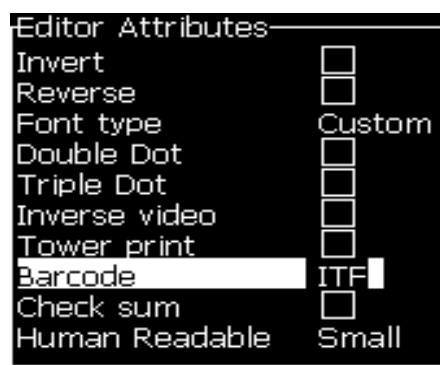 Editor Attributes
Invert
Reverse
Font type Custom
Double Dot
Triple Dot
Inverse video
Tower print
Barcode ITF
Check sum
Human Readable Small